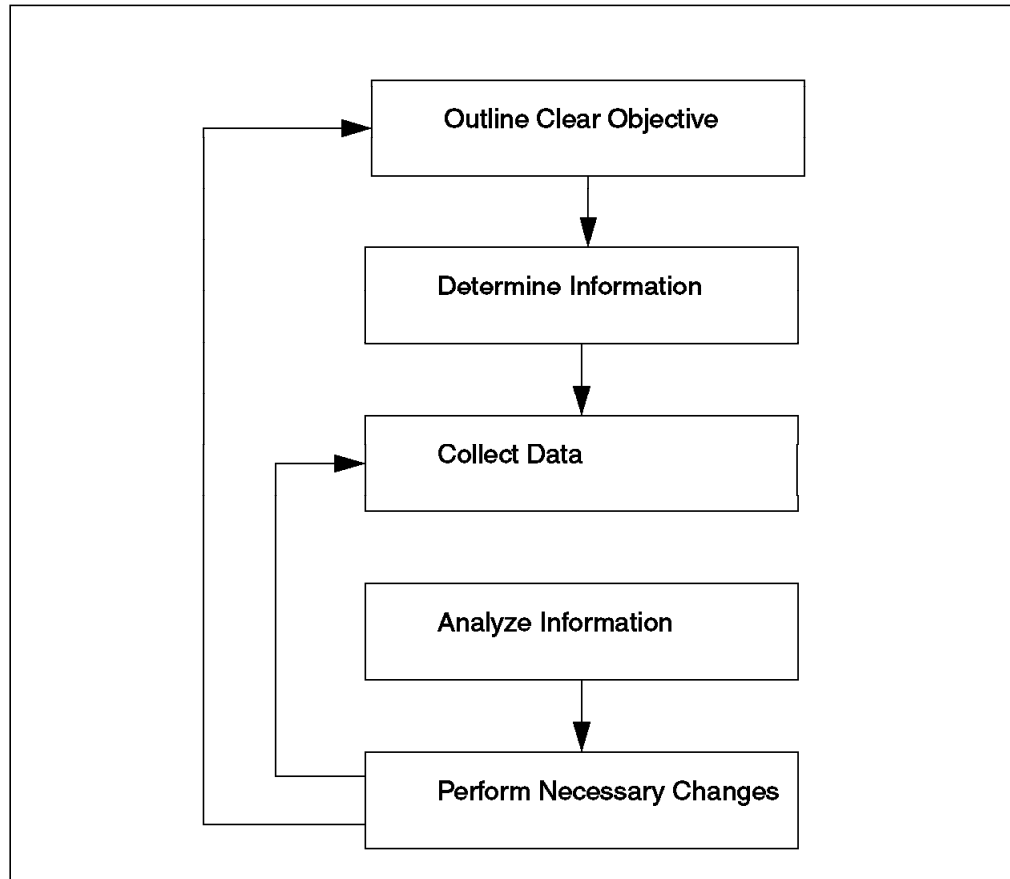 Outline Clear Objective
Determine Information
Collect Data
Analyze Information
Perform Necessary Changes